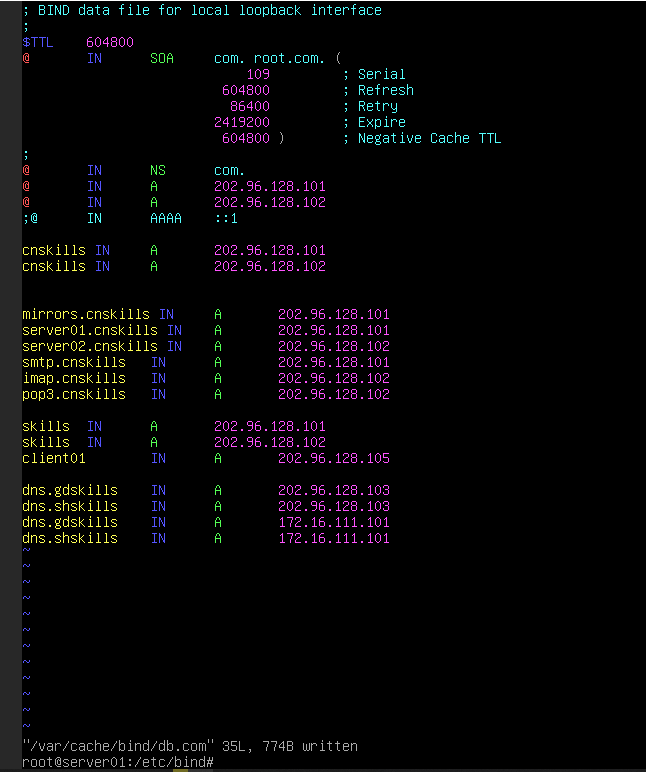 ; BIND data file for local loopback interface
;
$TTL    604800
@       IN      SOA     com. root.com. (
                            109         ; Serial
                         604800         ; Refresh
                          86400         ; Retry
                        2419200         ; Expire
                         604800 )       ; Negative Cache TTL
;
@       IN      NS      com.
@       IN      A       202.96.128.101
@       IN      A       202.96.128.102
;@      IN      AAAA    ::1
cnskills IN     A       202.96.128.101
cnskills IN     A       202.96.128.102
mirrors.cnskills IN     A       202.96.128.101
server01.cnskills IN    A       202.96.128.101
server02.cnskills IN    A       202.96.128.102
smtp.cnskills   IN      A       202.96.128.101
imap.cnskills   IN      A       202.96.128.102
pop3.cnskills   IN      A       202.96.128.102
skills  IN      A       202.96.128.101
skills  IN      A       202.96.128.102
client01        IN      A       202.96.128.105
dns.gdskills    IN      A       202.96.128.103
dns.shskills    IN      A       202.96.128.103
dns.gdskills    IN      A       172.16.111.101
dns.shskills    IN      A       172.16.111.101
~
~
~
~
~
~
~
~
~
~
~
~
"/var/cache/bind/db.com" 35L, 774B written
root@server01:/etc/bind#